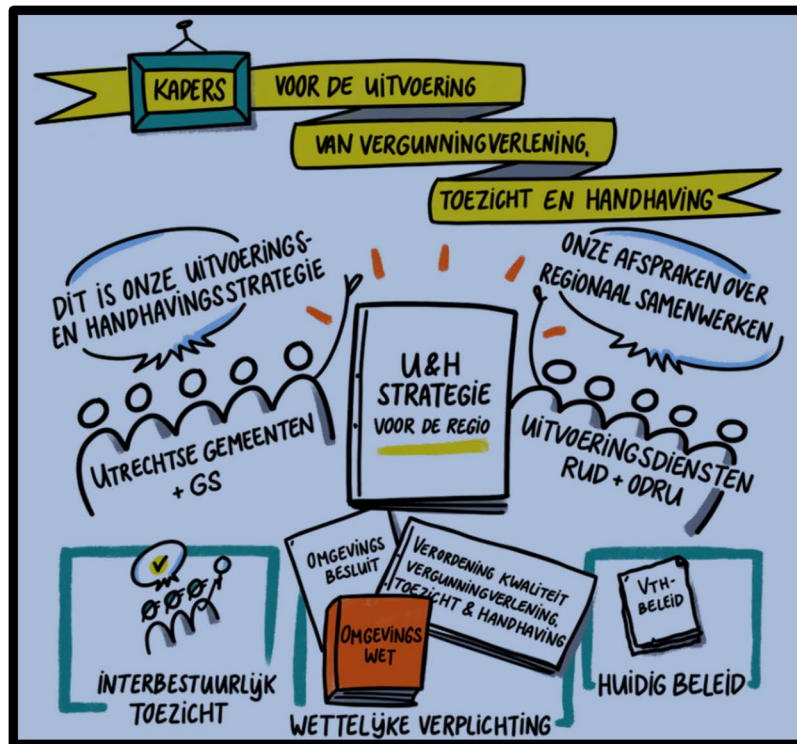 KADERS
VOOR DE UITVOERING
VAN VERGUNNINGVERLENING,
TOEZICHT EN HANDHAVING
DIT IS ONZE UITVOERINGS-
EN HANDHAVINGSSTRATEGIE
ONZE AFSPRAKEN OVER
REGIONAAL SAMENWERKEN
U&H
STRATEGIE
VOOR DE REGIO
UTRECHTSE GEMEENTEN
+ GS
UITVOERINGSDIENSTEN
RUD + ODRU
OMGEVINGS
BESLUIT
VERORDENING KWALITEIT
VERGUNNINGVERLENING,
TOEZICHT & HANDHAVING
OMGEVINGS
WET
VTH-
BELEID
INTERBESTUURLIJK
TOEZICHT
WETTELIJKE VERPLICHTING
HUIDIG BELEID